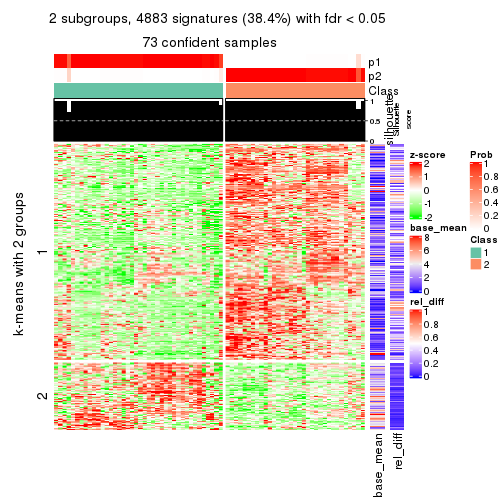 2 subgroups, 4883 signatures (38.4%) with fdr < 0.05
73 confident samples
p1
p2
Class
1
0.5
0
silhouette
Silhouette
score
k-means with 2 groups
1
2
base_mean
rel_diff
z-score
2
1
0
-1
-2
base_mean
8
6
4
2
0
rel_diff
1
0.8
0.6
0.4
0.2
0
Prob
1
0.8
0.6
0.4
0.2
0
Class
1
2